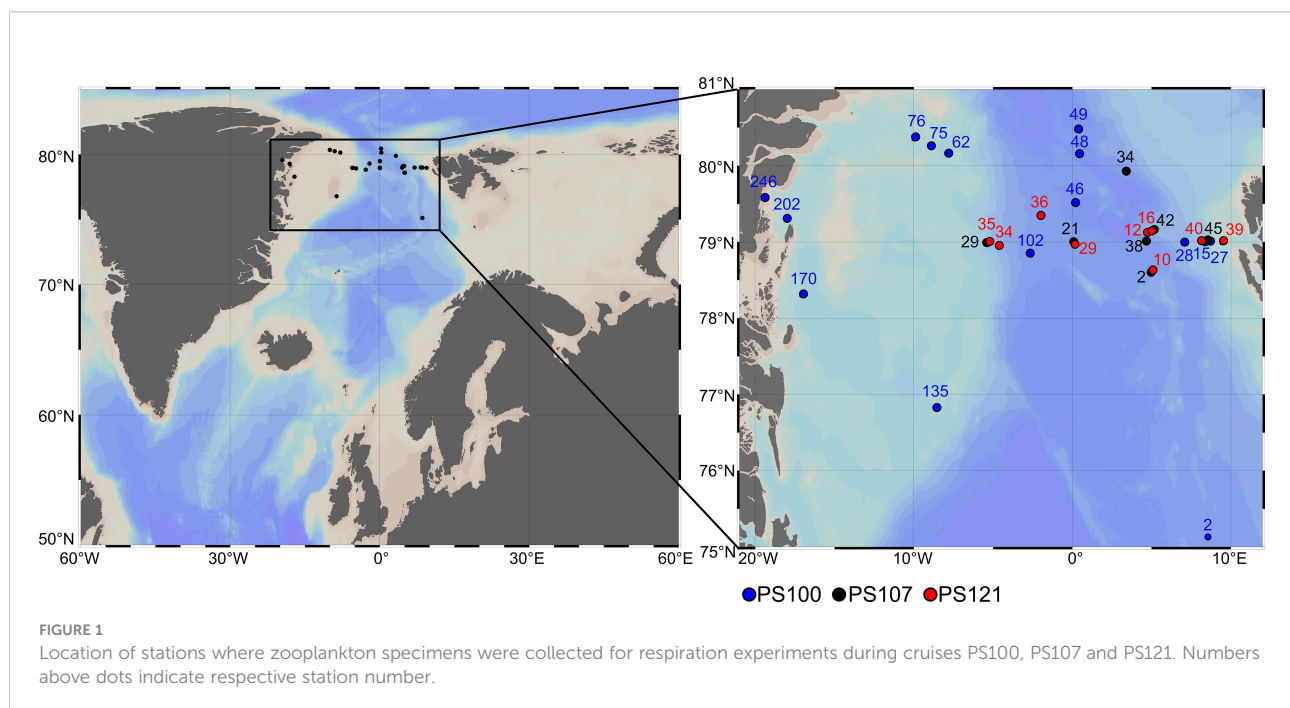 80°N
70°N
60°N
50°N
60°W
30°W
0°
30°E
60°E
81°N
80°N
79°N
78°N
77°N
76°N
75°N
20°W
10°W
0°
10°E
49
76
75
62
48
34
246
46
202
36
16
42
35
12
40
45
39
21
29
34
102
38
29
28
15
27
10
2
170
135
2
PS100 PS107 PS121
FIGURE 1
Location of stations where zooplankton specimens were collected for respiration experiments during cruises PS100, PS107 and PS121. Numbers
above dots indicate respective station number.